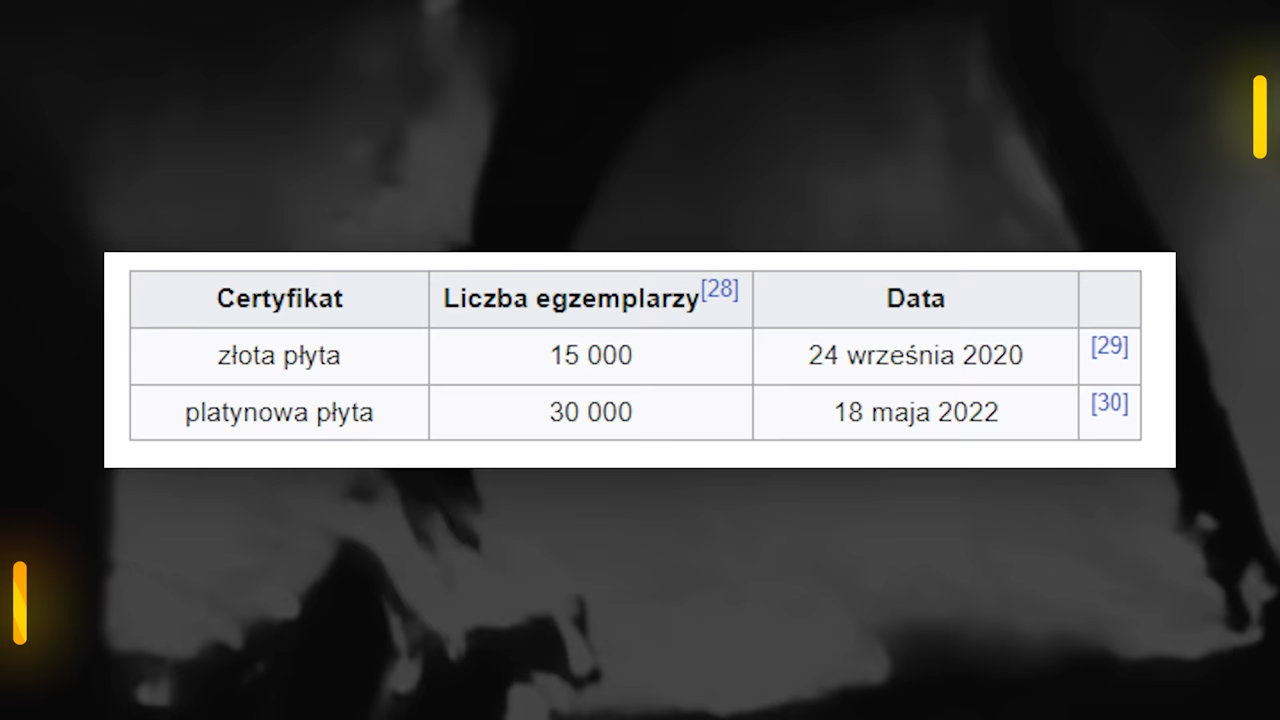 Certyfikat Liczba egzemplarzy[28] Data
złota płyta 15 000 24 września 2020 [29]
platynowa płyta 30 000 18 maja 2022 [30]